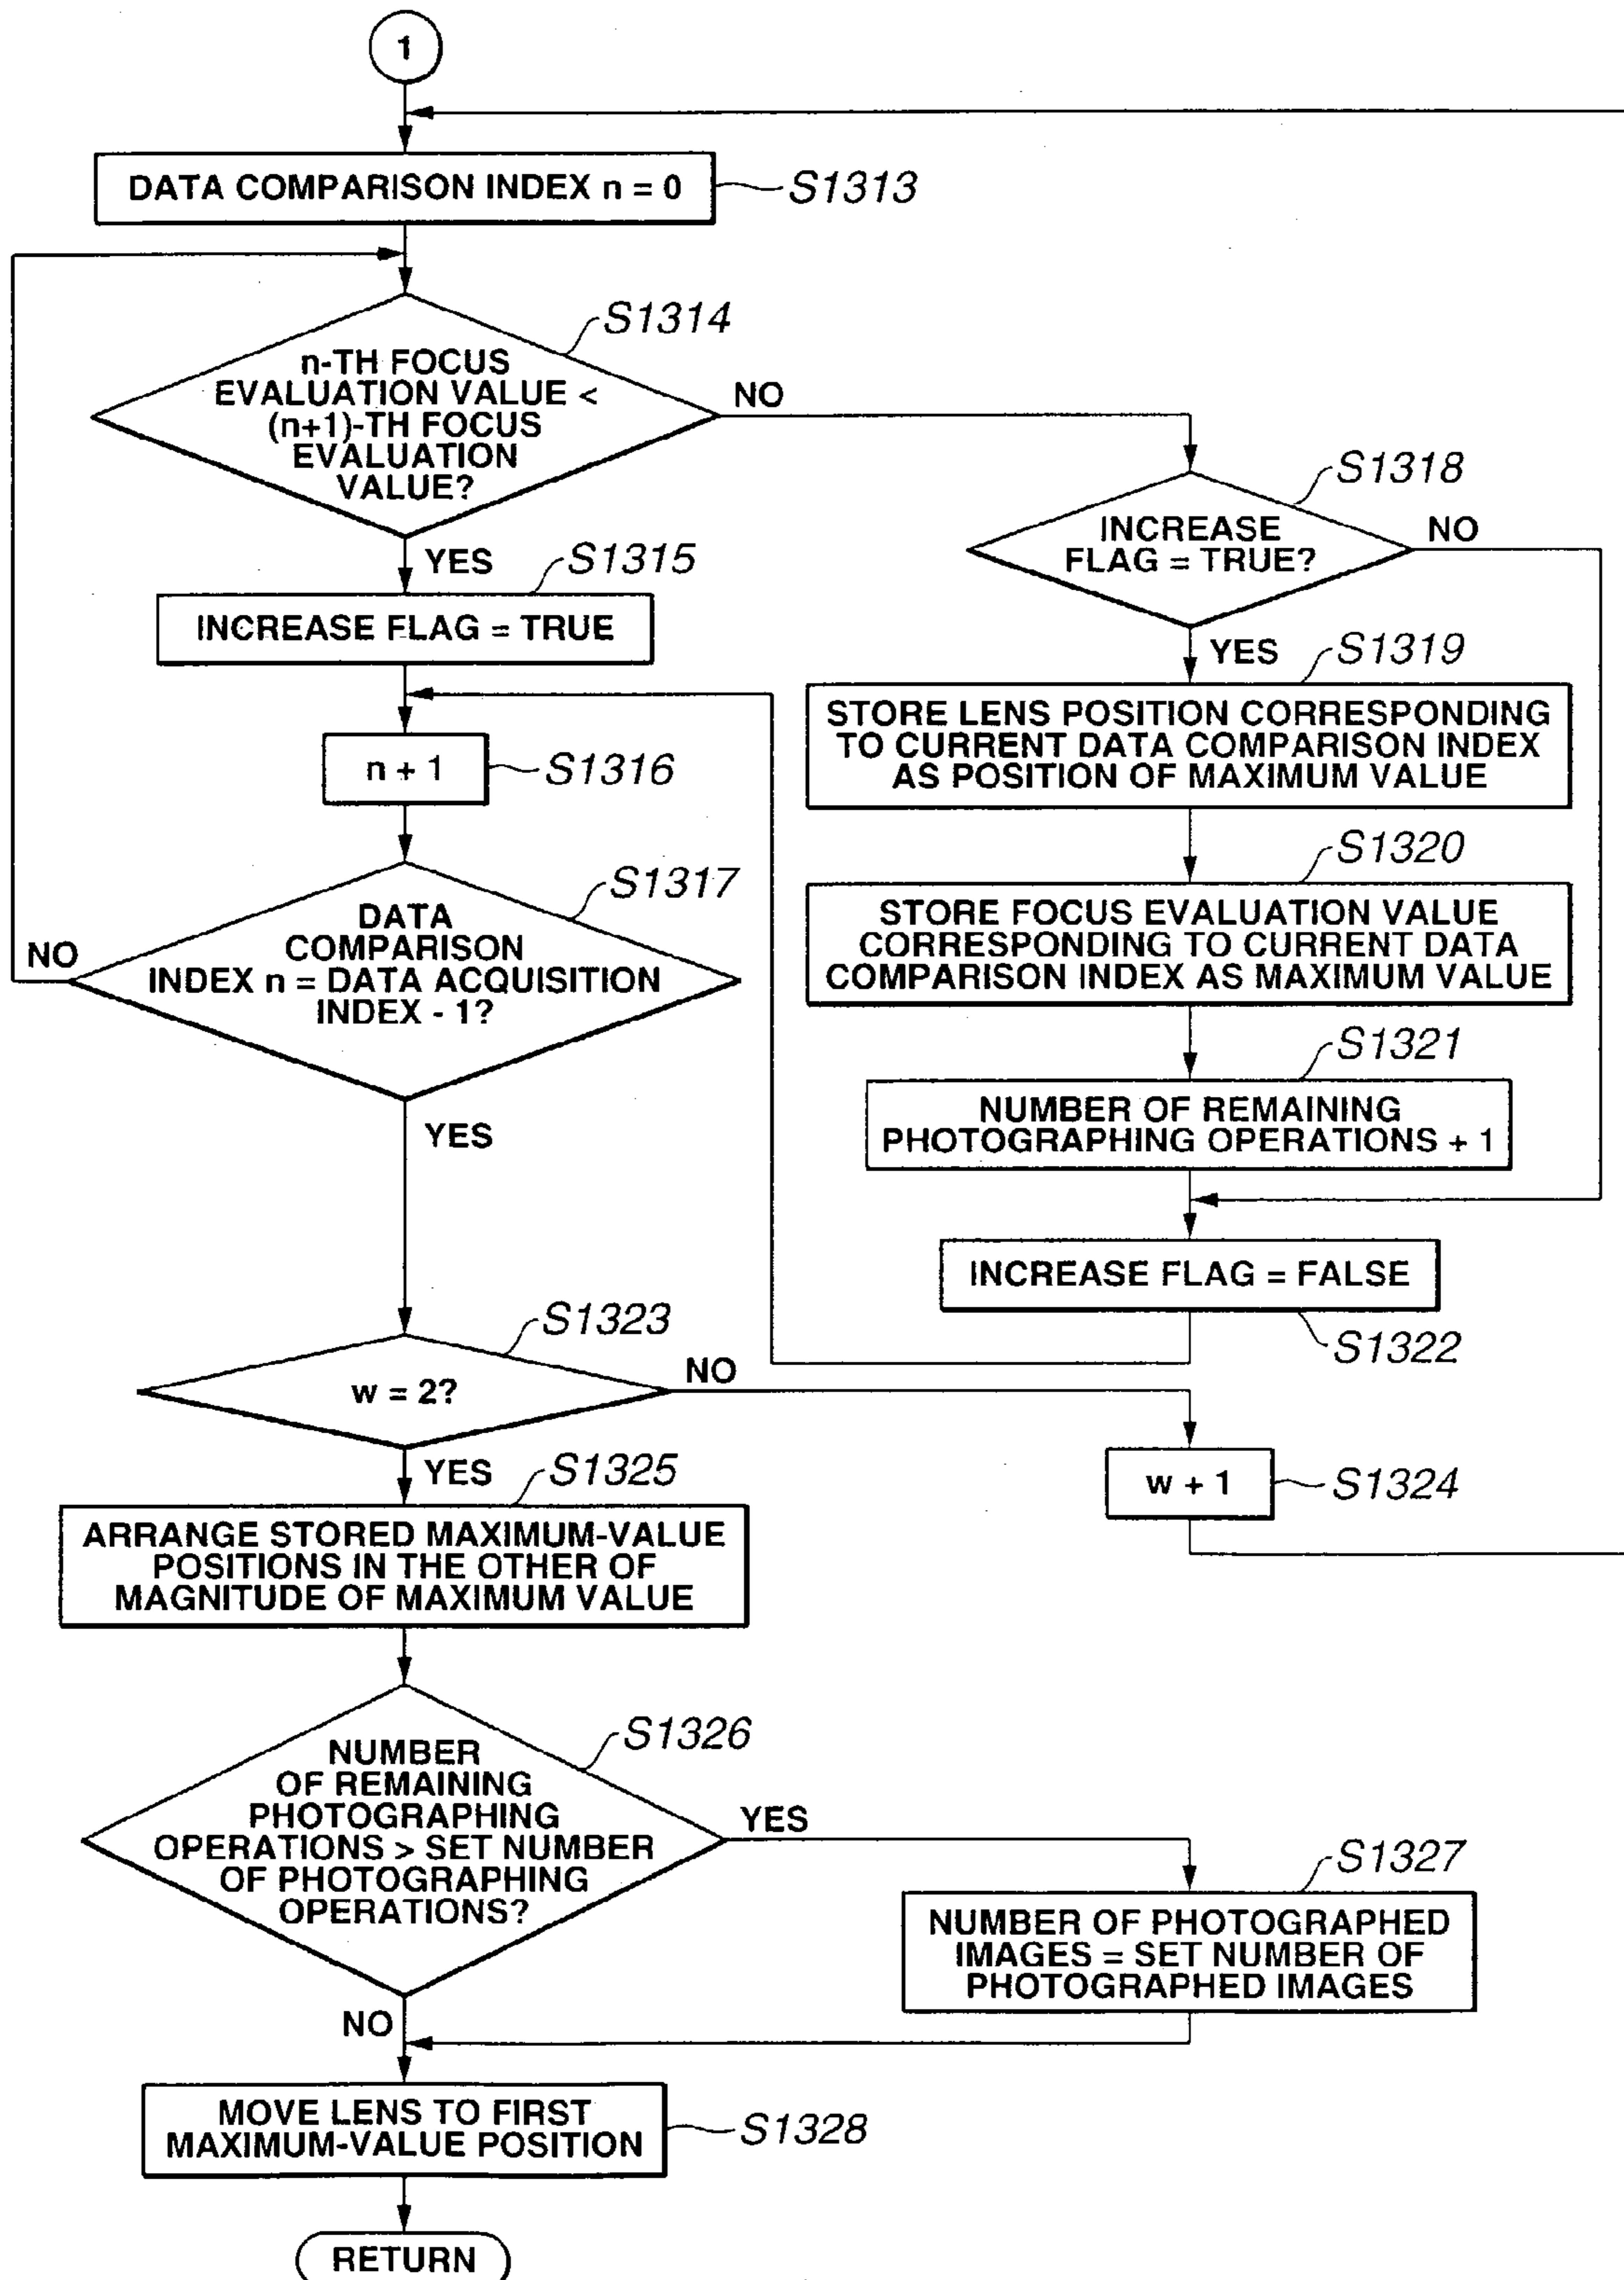 1
DATA COMPARISON INDEX n = 0
S1313
S1314
n-TH FOCUS
EVALUATION VALUE <
(n+1)-TH FOCUS
EVALUATION
VALUE?
NO
YES
S1315
INCREASE FLAG = TRUE
n + 1
S1316
S1317
DATA
COMPARISON
INDEX n = DATA ACQUISITION
INDEX - 1?
NO
YES
S1318
INCREASE
FLAG = TRUE?
NO
YES
S1319
STORE LENS POSITION CORRESPONDING
TO CURRENT DATA COMPARISON INDEX
AS POSITION OF MAXIMUM VALUE
S1320
STORE FOCUS EVALUATION VALUE
CORRESPONDING TO CURRENT DATA
COMPARISON INDEX AS MAXIMUM VALUE
S1321
NUMBER OF REMAINING
PHOTOGRAPHING OPERATIONS + 1
INCREASE FLAG = FALSE
S1322
S1323
w = 2?
NO
YES
w + 1
S1324
S1325
ARRANGE STORED MAXIMUM-VALUE
POSITIONS IN THE OTHER OF
MAGNITUDE OF MAXIMUM VALUE
S1326
NUMBER
OF REMAINING
PHOTOGRAPHING
OPERATIONS > SET NUMBER
OF PHOTOGRAPHING
OPERATIONS?
YES
NO
S1327
NUMBER OF PHOTOGRAPHED
IMAGES = SET NUMBER OF
PHOTOGRAPHED IMAGES
MOVE LENS TO FIRST
MAXIMUM-VALUE POSITION
S1328
RETURN